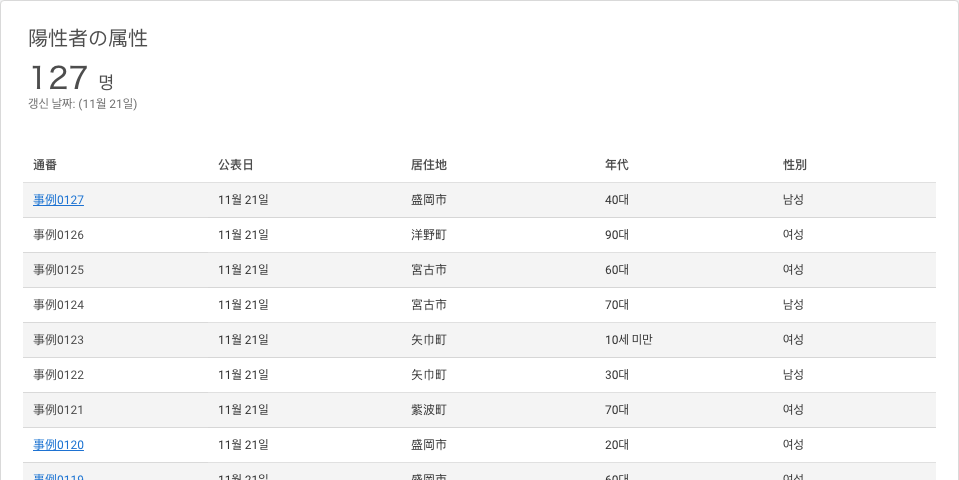 陽性者の属性
127 명
갱신 날짜: (11월 21일)
通番 公表日 居住地 年代 性別
事例0127 11월 21일 盛岡市 40대 남성
事例0126 11월 21일 洋野町 90대 여성
事例0125 11월 21일 宮古市 60대 여성
事例0124 11월 21일 宮古市 70대 남성
事例0123 11월 21일 矢巾町 10세 미만 여성
事例0122 11월 21일 矢巾町 30대 남성
事例0121 11월 21일 紫波町 70대 여성
事例0120 11월 21일 盛岡市 20대 여성
事例0119 11월 21일 盛岡市 60대 여성